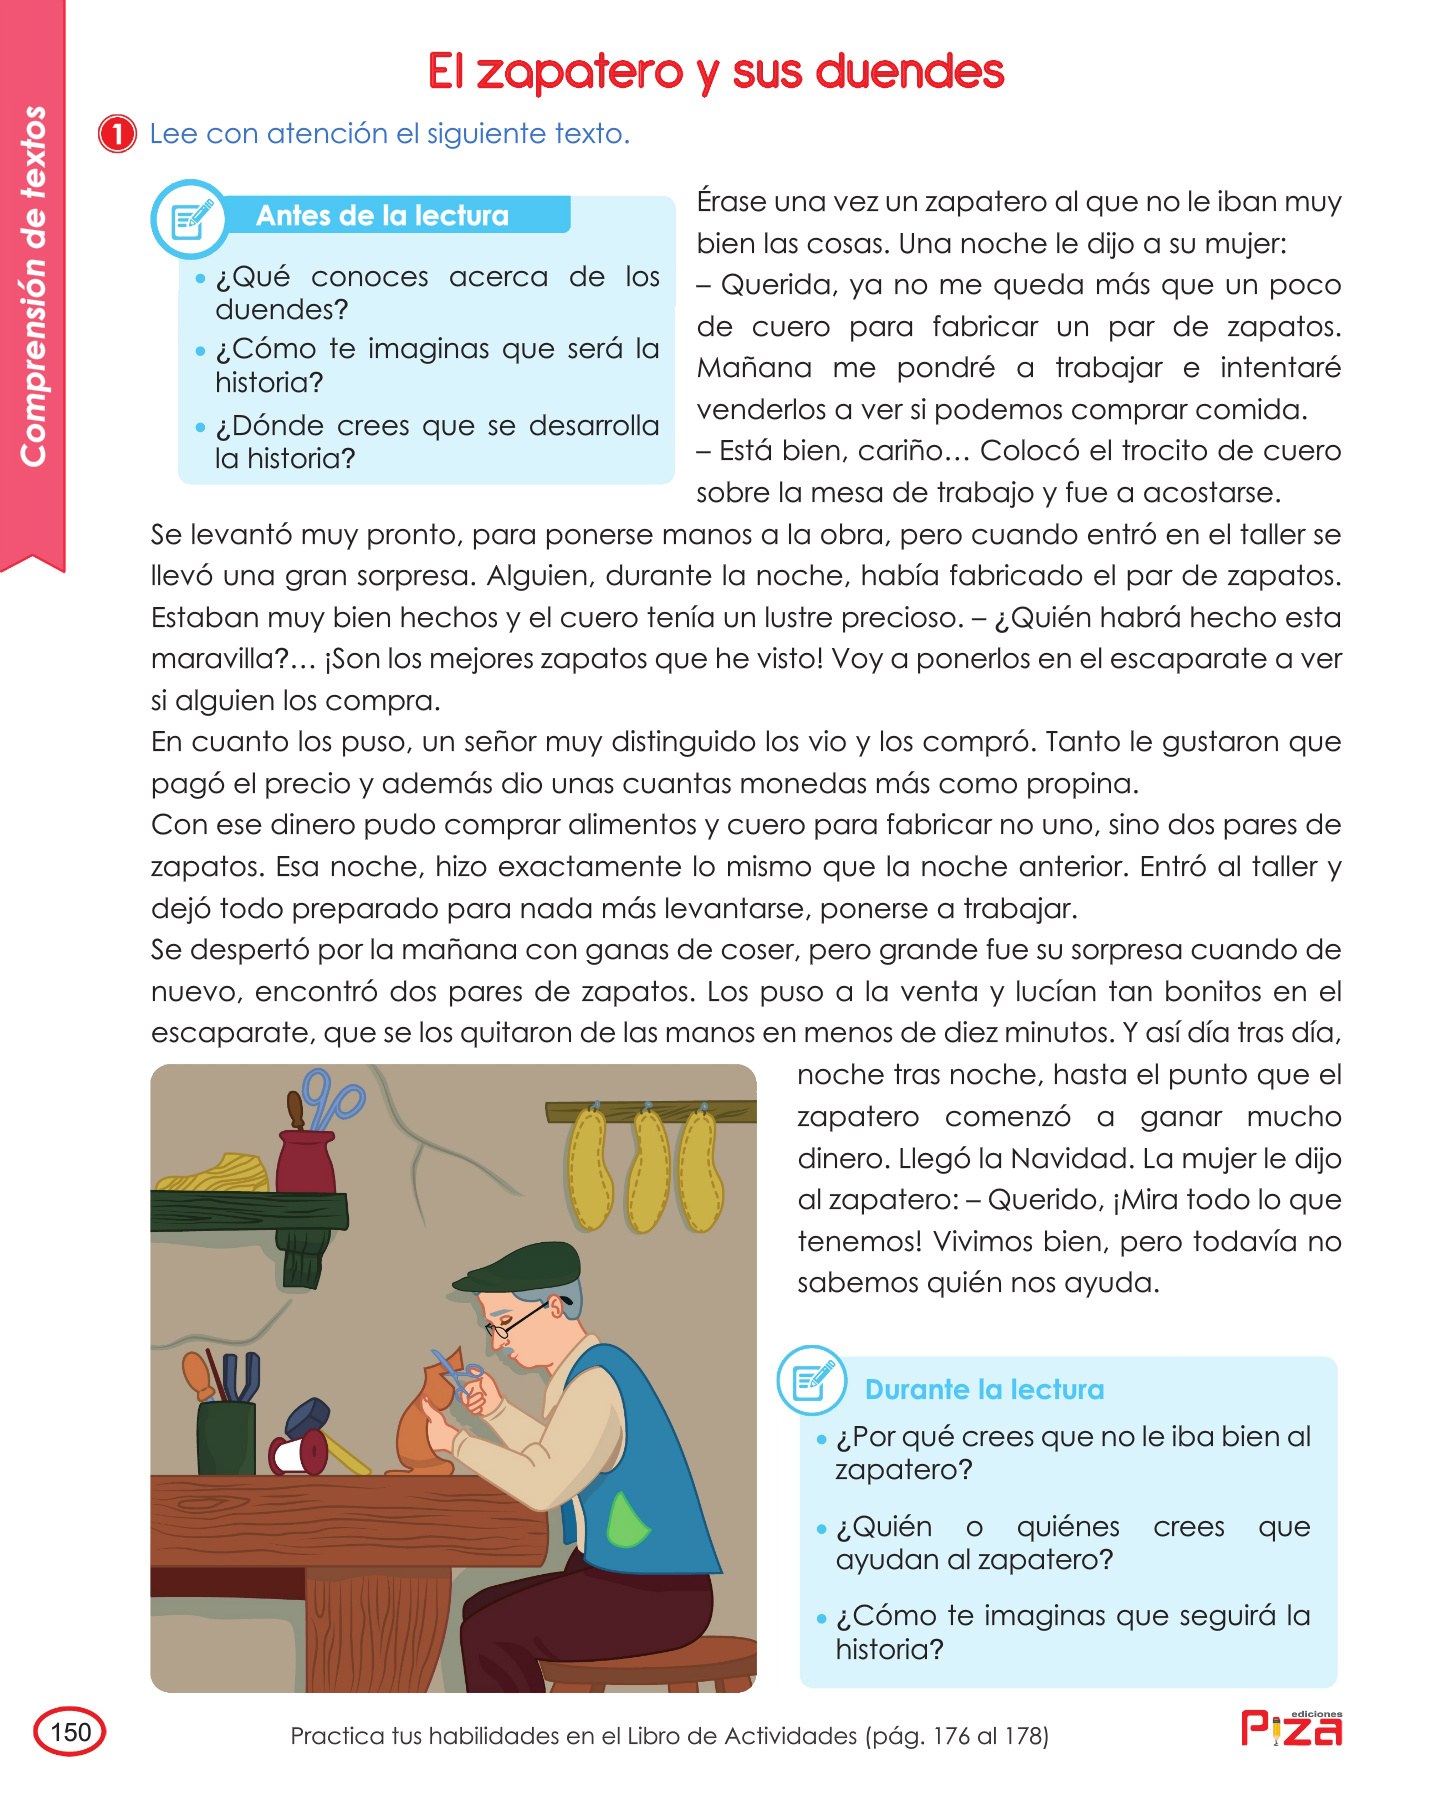 Comprensión de textos
El zapatero y sus duendes
1 Lee con atención el siguiente texto.
Antes de la lectura
• ¿Qué conoces acerca de los
duendes?
• ¿Cómo te imaginas que será la
historia?
• ¿Dónde crees que se desarrolla
la historia?
Érase una vez un zapatero al que no le iban muy
bien las cosas. Una noche le dijo a su mujer:
– Querida, ya no me queda más que un poco
de cuero para fabricar un par de zapatos.
Mañana me pondré a trabajar e intentaré
venderlos a ver si podemos comprar comida.
– Está bien, cariño… Colocó el trocito de cuero
sobre la mesa de trabajo y fue a acostarse.
Se levantó muy pronto, para ponerse manos a la obra, pero cuando entró en el taller se
llevó una gran sorpresa. Alguien, durante la noche, había fabricado el par de zapatos.
Estaban muy bien hechos y el cuero tenía un lustre precioso. – ¿Quién habrá hecho esta
maravilla?… ¡Son los mejores zapatos que he visto! Voy a ponerlos en el escaparate a ver
si alguien los compra.
En cuanto los puso, un señor muy distinguido los vio y los compró. Tanto le gustaron que
pagó el precio y además dio unas cuantas monedas más como propina.
Con ese dinero pudo comprar alimentos y cuero para fabricar no uno, sino dos pares de
zapatos. Esa noche, hizo exactamente lo mismo que la noche anterior. Entró al taller y
dejó todo preparado para nada más levantarse, ponerse a trabajar.
Se despertó por la mañana con ganas de coser, pero grande fue su sorpresa cuando de
nuevo, encontró dos pares de zapatos. Los puso a la venta y lucían tan bonitos en el
escaparate, que se los quitaron de las manos en menos de diez minutos. Y así día tras día,
noche tras noche, hasta el punto que el
zapatero comenzó a ganar mucho
dinero. Llegó la Navidad. La mujer le dijo
al zapatero: – Querido, ¡Mira todo lo que
tenemos! Vivimos bien, pero todavía no
sabemos quién nos ayuda.
Durante la lectura
• ¿Por qué crees que no le iba bien al
zapatero?
• ¿Quién o quiénes crees que
ayudan al zapatero?
• ¿Cómo te imaginas que seguirá la
historia?
150
Practica tus habilidades en el Libro de Actividades (pág. 176 al 178)
ediciones
Piza